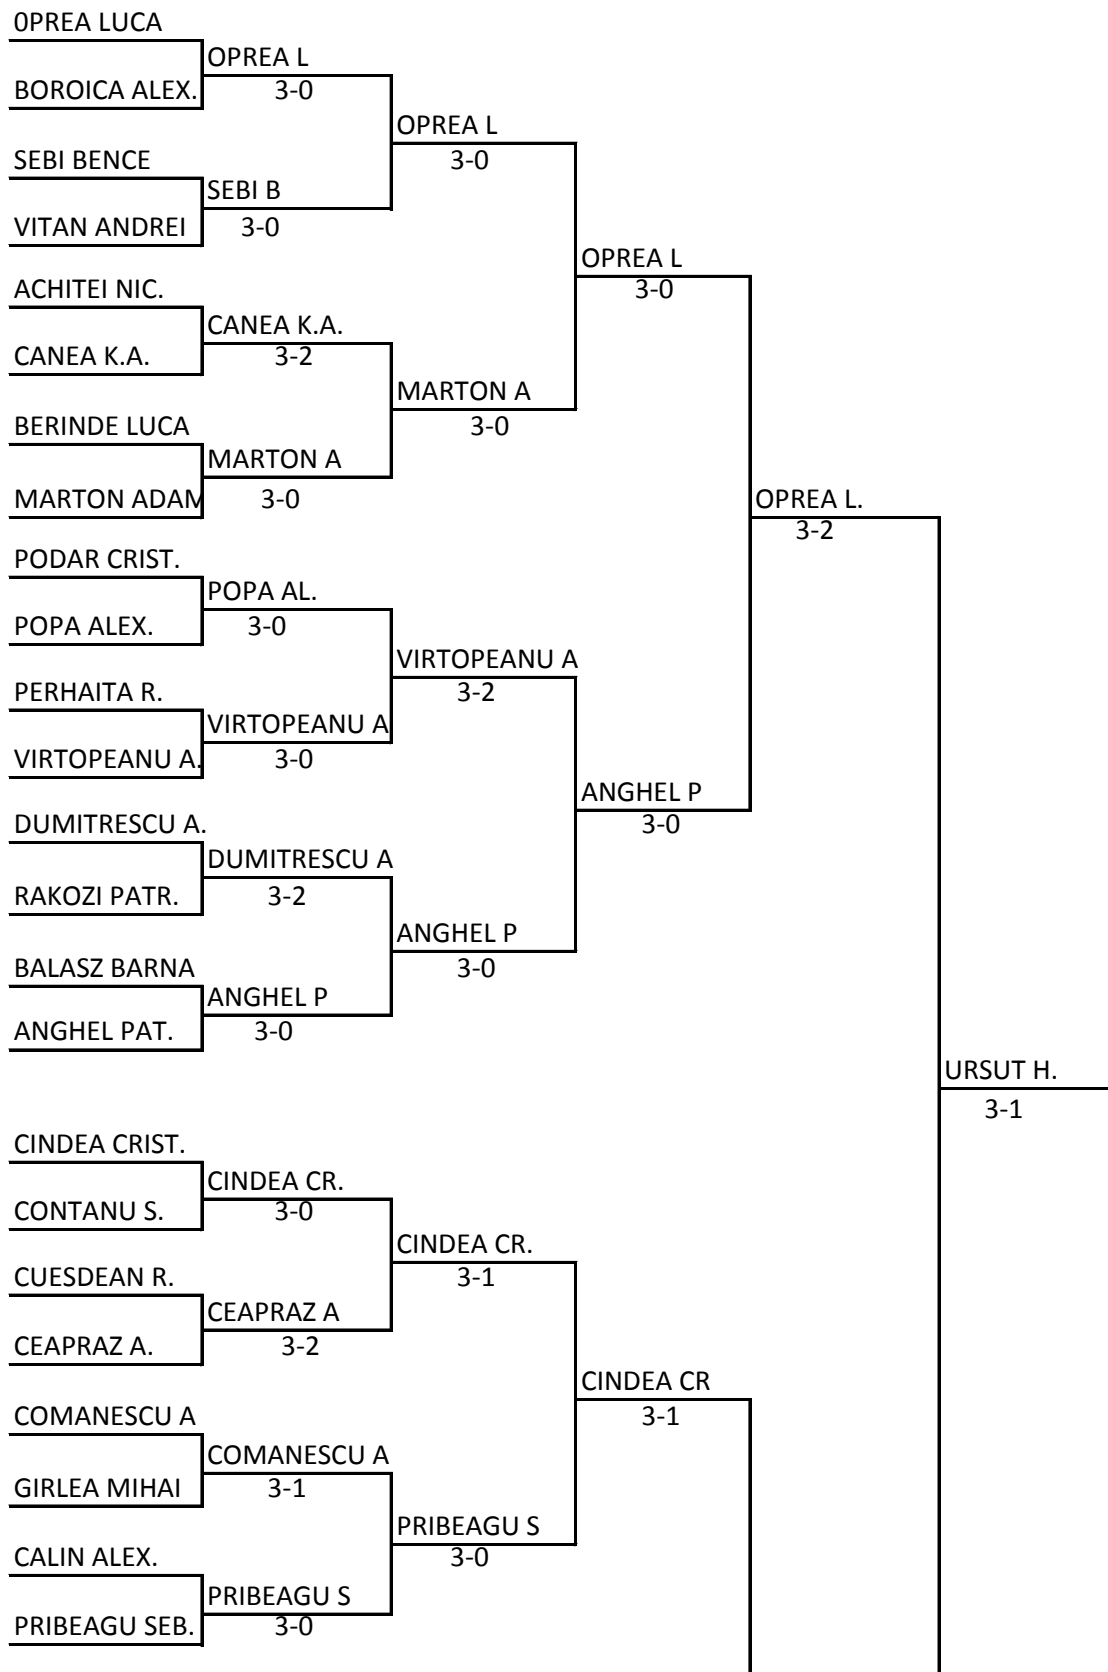 0PREA LUCA
OPREA L
BOROICA ALEX.
3-0
OPREA L
3-0
SEBI BENCE
SEBI B
VITAN ANDREI
3-0
OPREA L
3-0
ACHITEI NIC.
CANEA K.A.
CANEA K.A.
3-2
MARTON A
3-0
BERINDE LUCA
MARTON A
MARTON ADAM
3-0
OPREA L.
3-2
PODAR CRIST.
POPA AL.
POPA ALEX.
3-0
VIRTOPEANU A
3-2
PERHAITA R.
VIRTOPEANU A
VIRTOPEANU A.
3-0
ANGHEL P
3-0
DUMITRESCU A.
DUMITRESCU A
RAKOZI PATR.
3-2
ANGHEL P
3-0
BALASZ BARNA
ANGHEL P
ANGHEL PAT.
3-0
URSUT H.
3-1
CINDEA CRIST.
CINDEA CR.
CONTANU S.
3-0
CINDEA CR.
3-1
CUESDEAN R.
CEAPRAZ A
CEAPRAZ A.
3-2
CINDEA CR
3-1
COMANESCU A
COMANESCU A
GIRLEA MIHAI
3-1
PRIBEAGU S
3-0
CALIN ALEX.
PRIBEAGU S
PRIBEAGU SEB.
3-0